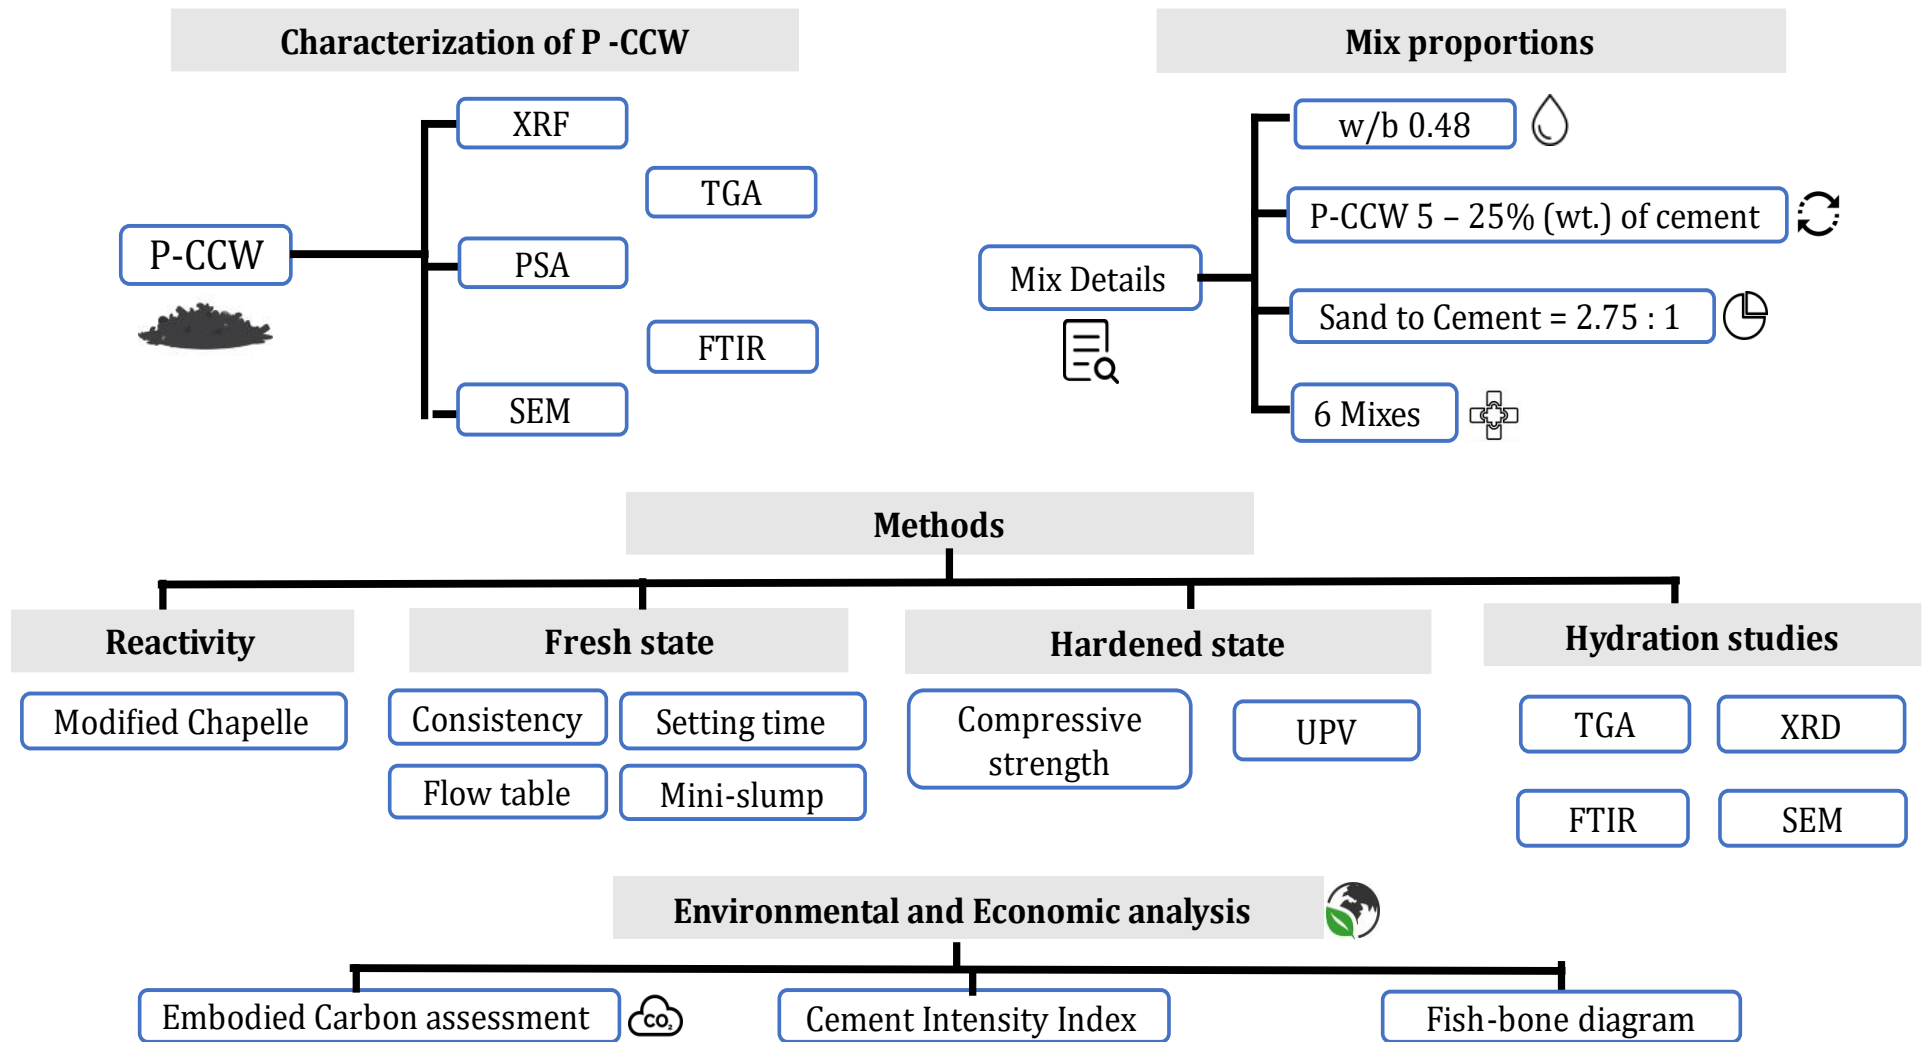 Characterization of P -CCW
XRF
TGA
P-CCW
PSA
FTIR
SEM
Mix proportions
w/b 0.48
P-CCW 5 – 25% (wt.) of cement
Mix Details
Sand to Cement = 2.75 : 1
6 Mixes
Methods
Reactivity
Modified Chapelle
Fresh state
Consistency
Setting time
Flow table
Mini-slump
Hardened state
Compressive
strength
UPV
Hydration studies
TGA
XRD
FTIR
SEM
Environmental and Economic analysis
Embodied Carbon assessment
CO2
Cement Intensity Index
Fish-bone diagram